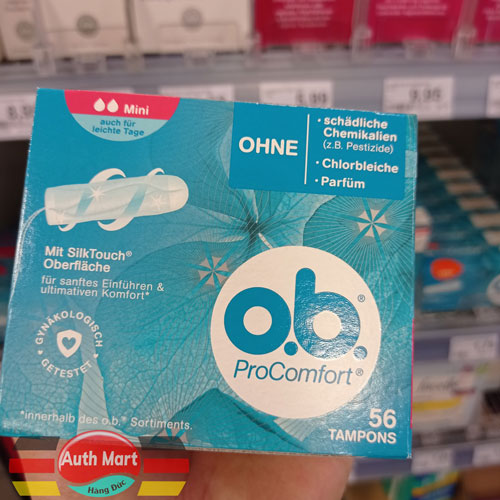 Mini
auch für
leichte Tage
OHNE
• schädliche
Chemikalien
(z.B. Pestizide)
• Chlorbleiche
• Parfüm
Mit SilkTouch®
Oberfläche
für sanftes Einführen &
ultimativen Komfort*
GYNÄKOLOGISCH
GETESTET
o.b.®
ProComfort®
56
TAMPONS
*innerhalb des o.b.® Sortiments.
Auth Mart
Hàng Đức